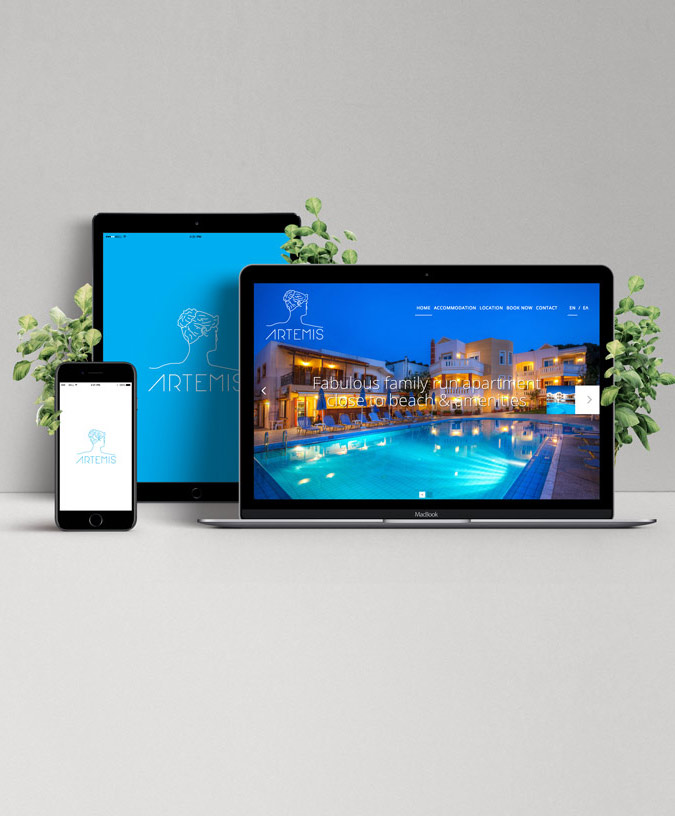 ARTEMIS
ARTEMIS
ARTEMIS
HOME ACCOMMODATION LOCATION BOOK NOW CONTACT EN / ΕΛ
Fabulous family run apartment
close to beach & amenities.
MacBook